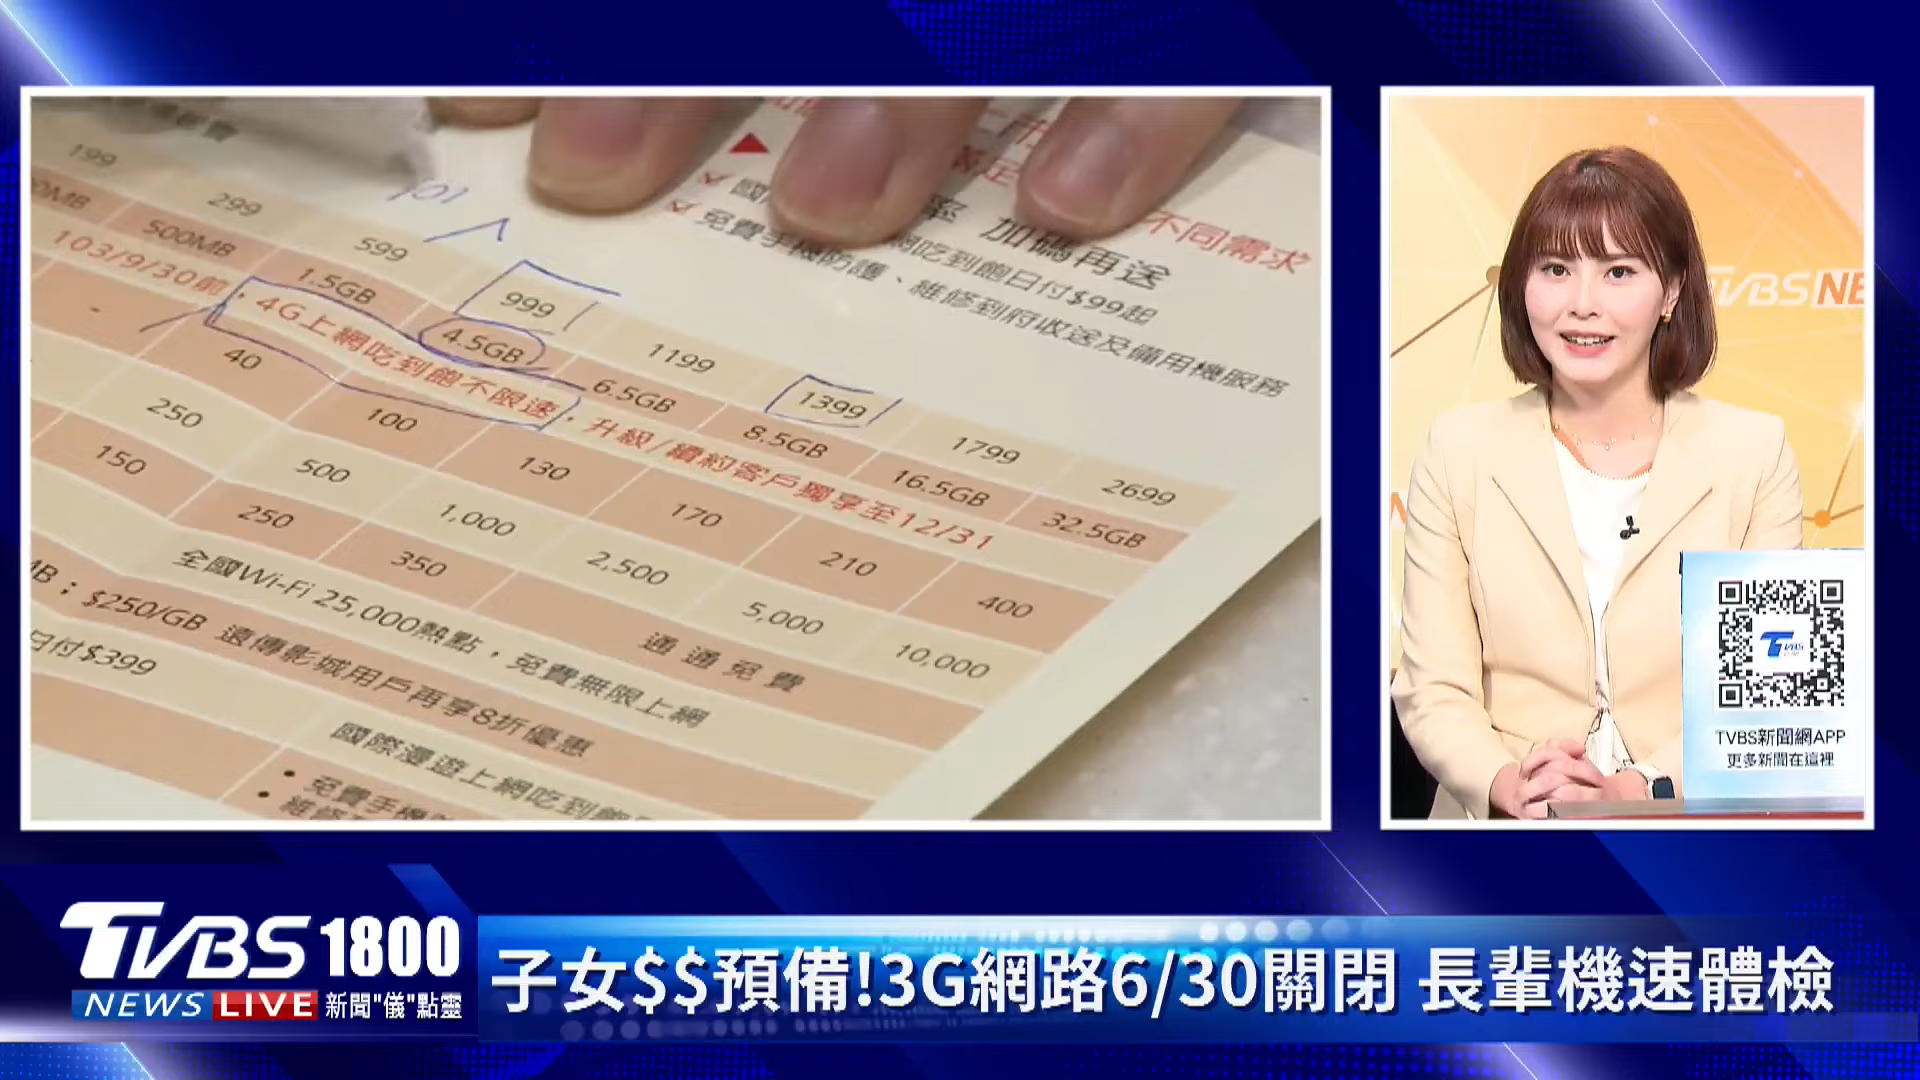 199
299
599
999
1199
1399
1799
2699
500MB
1.5GB
4.5GB
6.5GB
8.5GB
16.5GB
32.5GB
103/9/30前，4G上網吃到飽不限速，升級/續約客戶獨享至12/31
-
40
100
130
170
210
400
250
500
1,000
2,500
5,000
10,000
150
250
350
通通免費
全國Wi-Fi 25,000熱點，免費無限上網
MB；$250/GB 遠傳影城用戶再享8折優惠
日付$399
國際漫遊上網吃到飽
• 免費手機
• 維修
101
不同需求
加碼再送
網吃到飽日付$99起
免費手機防護、維修到府收送及備用機服務
TVBS NE
TVBS
TVBS新聞網APP
更多新聞在這裡
TVBS 1800
NEWS LIVE 新聞"儀"點靈
子女$$預備!3G網路6/30關閉 長輩機速體檢